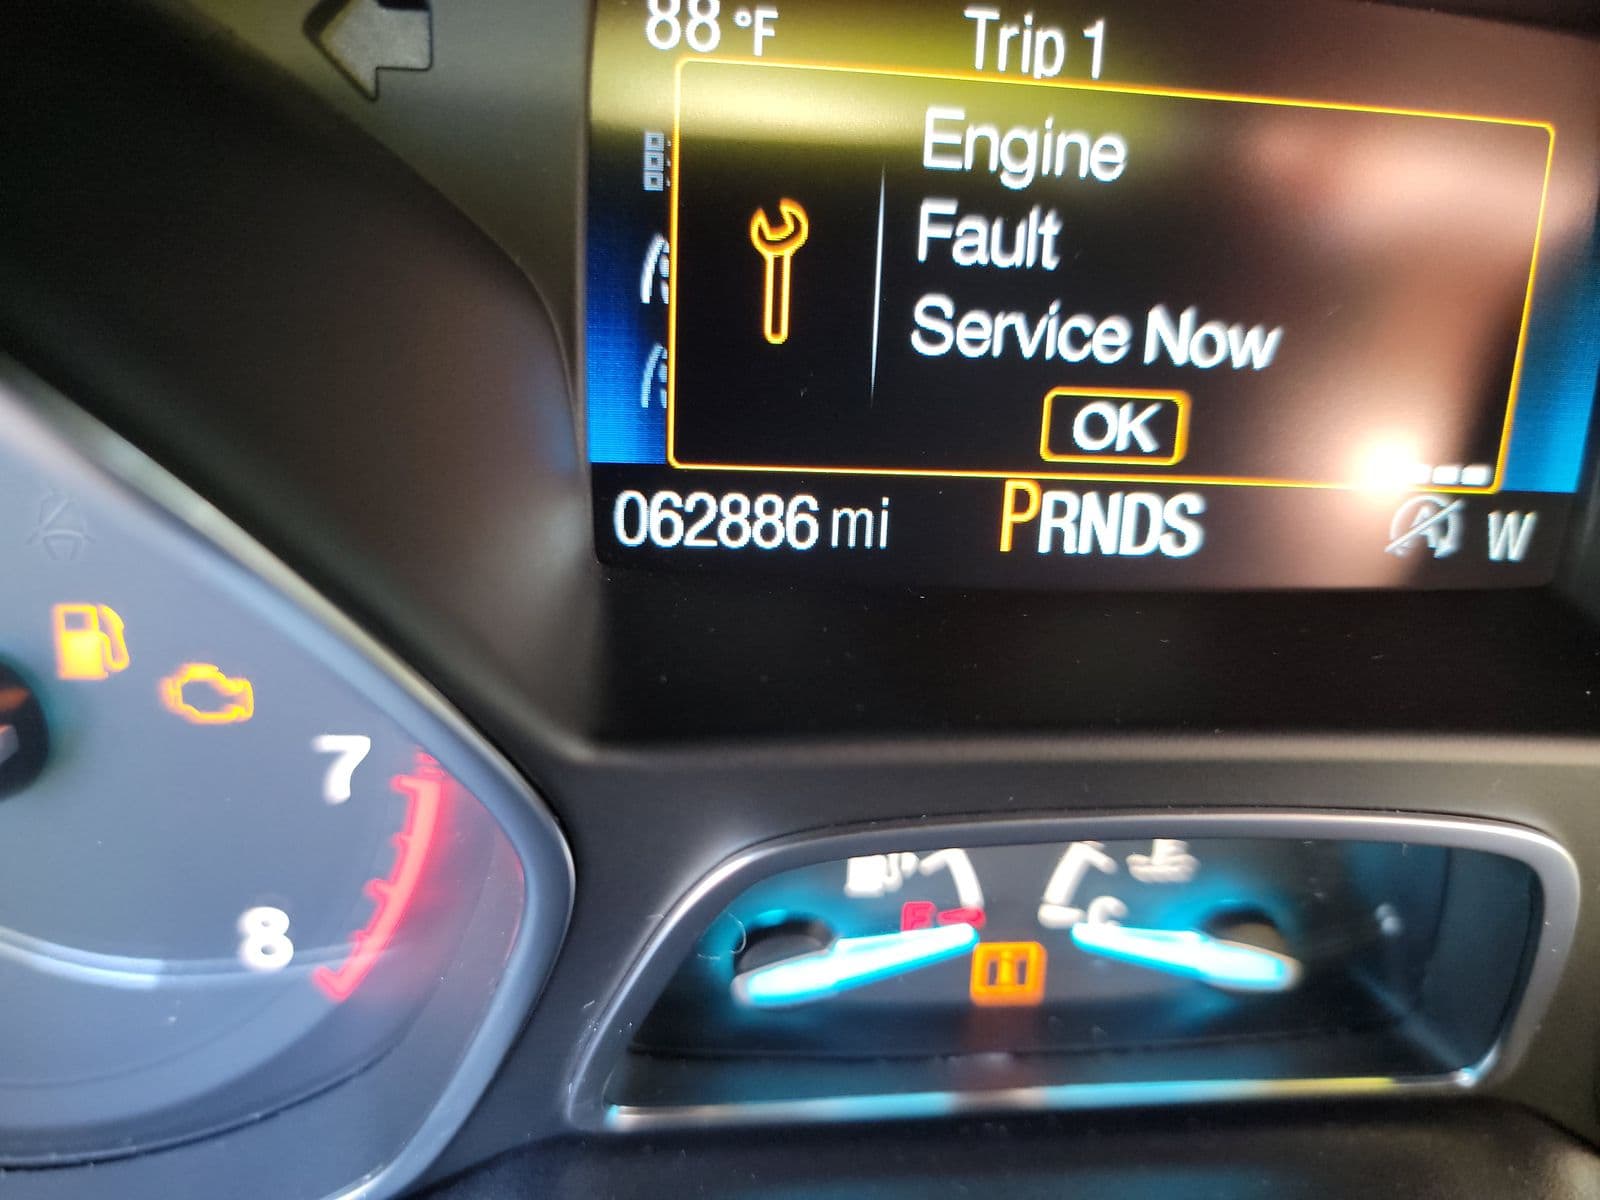 88 °F Trip 1
Engine
Fault
Service Now
OK
062886 mi PRNDS W
7
8
E C
i